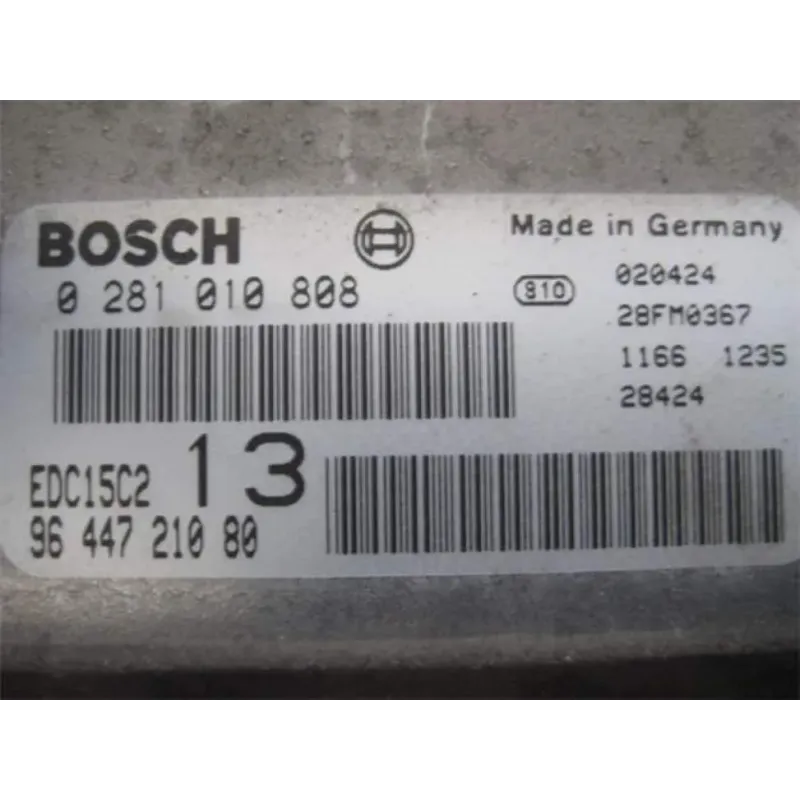 BOSCH
0 281 010 808
Made in Germany
810
020424
28FM0367
1166 1235
28424
EDC15C2 13
96 447 210 80